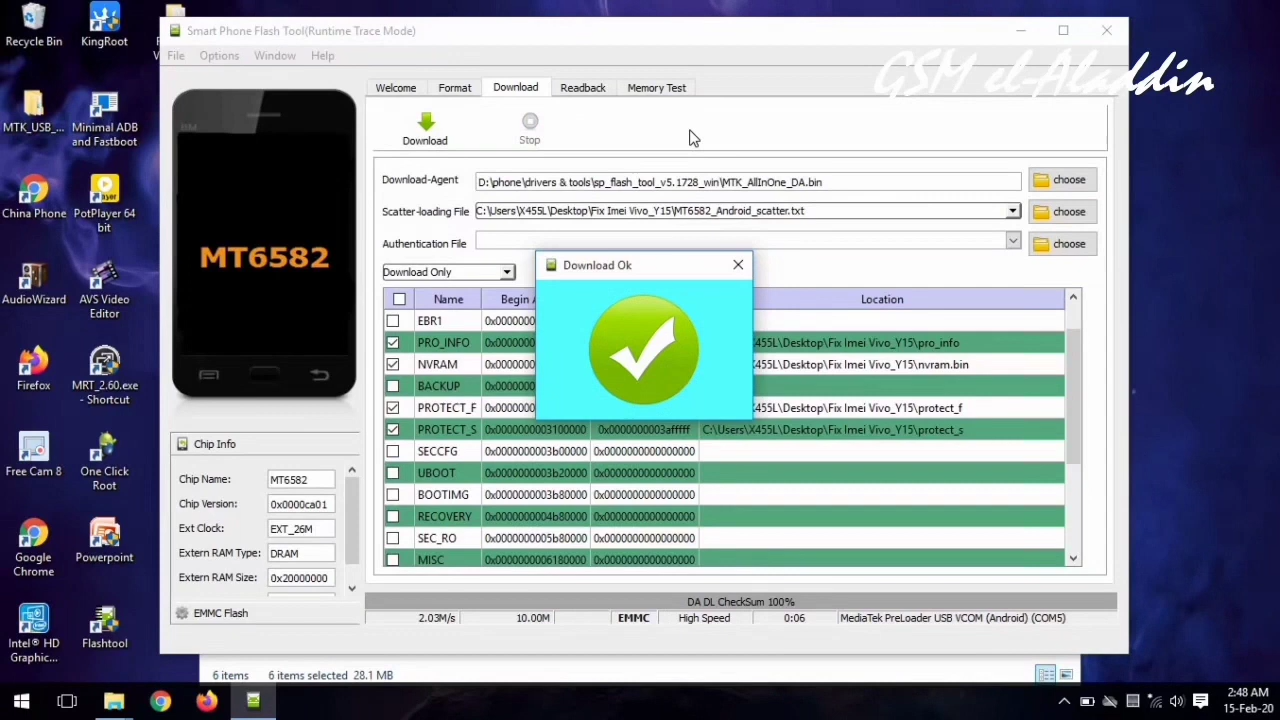 Recycle Bin
KingRoot
MTK_USB_...
Minimal ADB
and Fastboot
China Phone
PotPlayer 64
bit
AudioWizard
AVS Video
Editor
Firefox
MRT_2.60.exe
- Shortcut
Free Cam 8
One Click
Root
Google
Chrome
Powerpoint
Intel® HD
Graphic...
Flashtool
Smart Phone Flash Tool(Runtime Trace Mode)
File Options Window Help
GSM el-Aladdin
Welcome Format Download Readback Memory Test
BM
MT6582
Download Stop
Download-Agent D:\phone\drivers & tools\sp_flash_tool_v5.1728_win\MTK_AllInOne_DA.bin choose
Scatter-loading File C:\Users\X455L\Desktop\Fix Imei Vivo_Y15\MT6582_Android_scatter.txt choose
Authentication File choose
Download Only
Download Ok
Name Begin A Location
EBR1 0x0000000
PRO_INFO 0x0000000 X455L\Desktop\Fix Imei Vivo_Y15\pro_info
NVRAM 0x0000000 X455L\Desktop\Fix Imei Vivo_Y15\nvram.bin
BACKUP 0x0000000
PROTECT_F 0x0000000 X455L\Desktop\Fix Imei Vivo_Y15\protect_f
PROTECT_S 0x0000000003100000 0x0000000003afffff C:\Users\X455L\Desktop\Fix Imei Vivo_Y15\protect_s
SECCFG 0x0000000003b00000 0x0000000000000000
UBOOT 0x0000000003b20000 0x0000000000000000
BOOTIMG 0x0000000003b80000 0x0000000000000000
RECOVERY 0x0000000004b80000 0x0000000000000000
SEC_RO 0x0000000005b80000 0x0000000000000000
MISC 0x0000000006180000 0x0000000000000000
Chip Info
Chip Name: MT6582
Chip Version: 0x0000ca01
Ext Clock: EXT_26M
Extern RAM Type: DRAM
Extern RAM Size: 0x20000000
EMMC Flash
DA DL CheckSum 100%
2.03M/s 10.00M EMMC High Speed 0:06 MediaTek PreLoader USB VCOM (Android) (COM5)
6 items 6 items selected 28.1 MB
2:48 AM
15-Feb-20